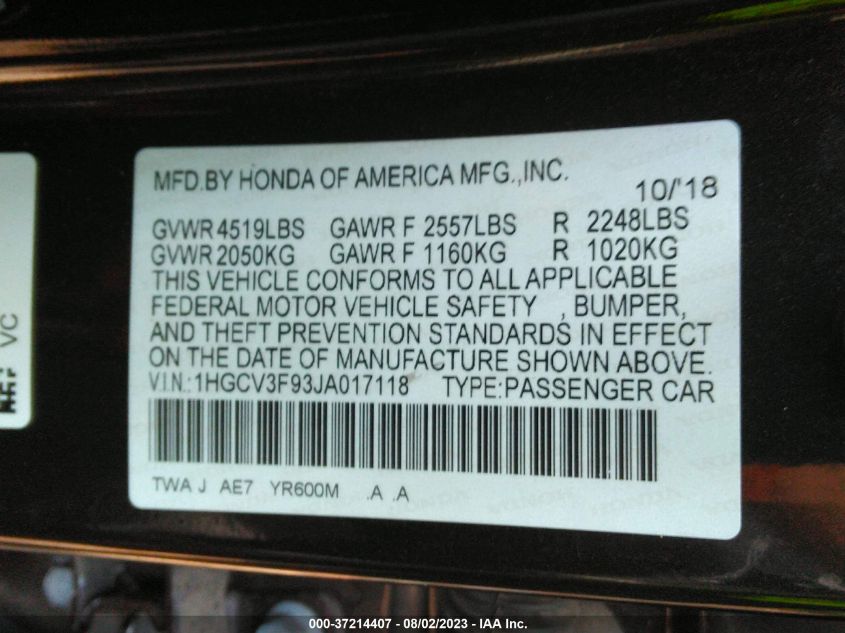 MFD.BY HONDA OF AMERICA MFG.,INC.
10/'18
GVWR 4519LBS GAWR F 2557LBS R 2248LBS
GVWR 2050KG GAWR F 1160KG R 1020KG
THIS VEHICLE CONFORMS TO ALL APPLICABLE
FEDERAL MOTOR VEHICLE SAFETY , BUMPER,
AND THEFT PREVENTION STANDARDS IN EFFECT
ON THE DATE OF MANUFACTURE SHOWN ABOVE.
V.I.N.:1HGCV3F93JA017118 TYPE:PASSENGER CAR
TWA J AE7 YR600M .A .A
VC
000-37214407 - 08/02/2023 - IAA Inc.